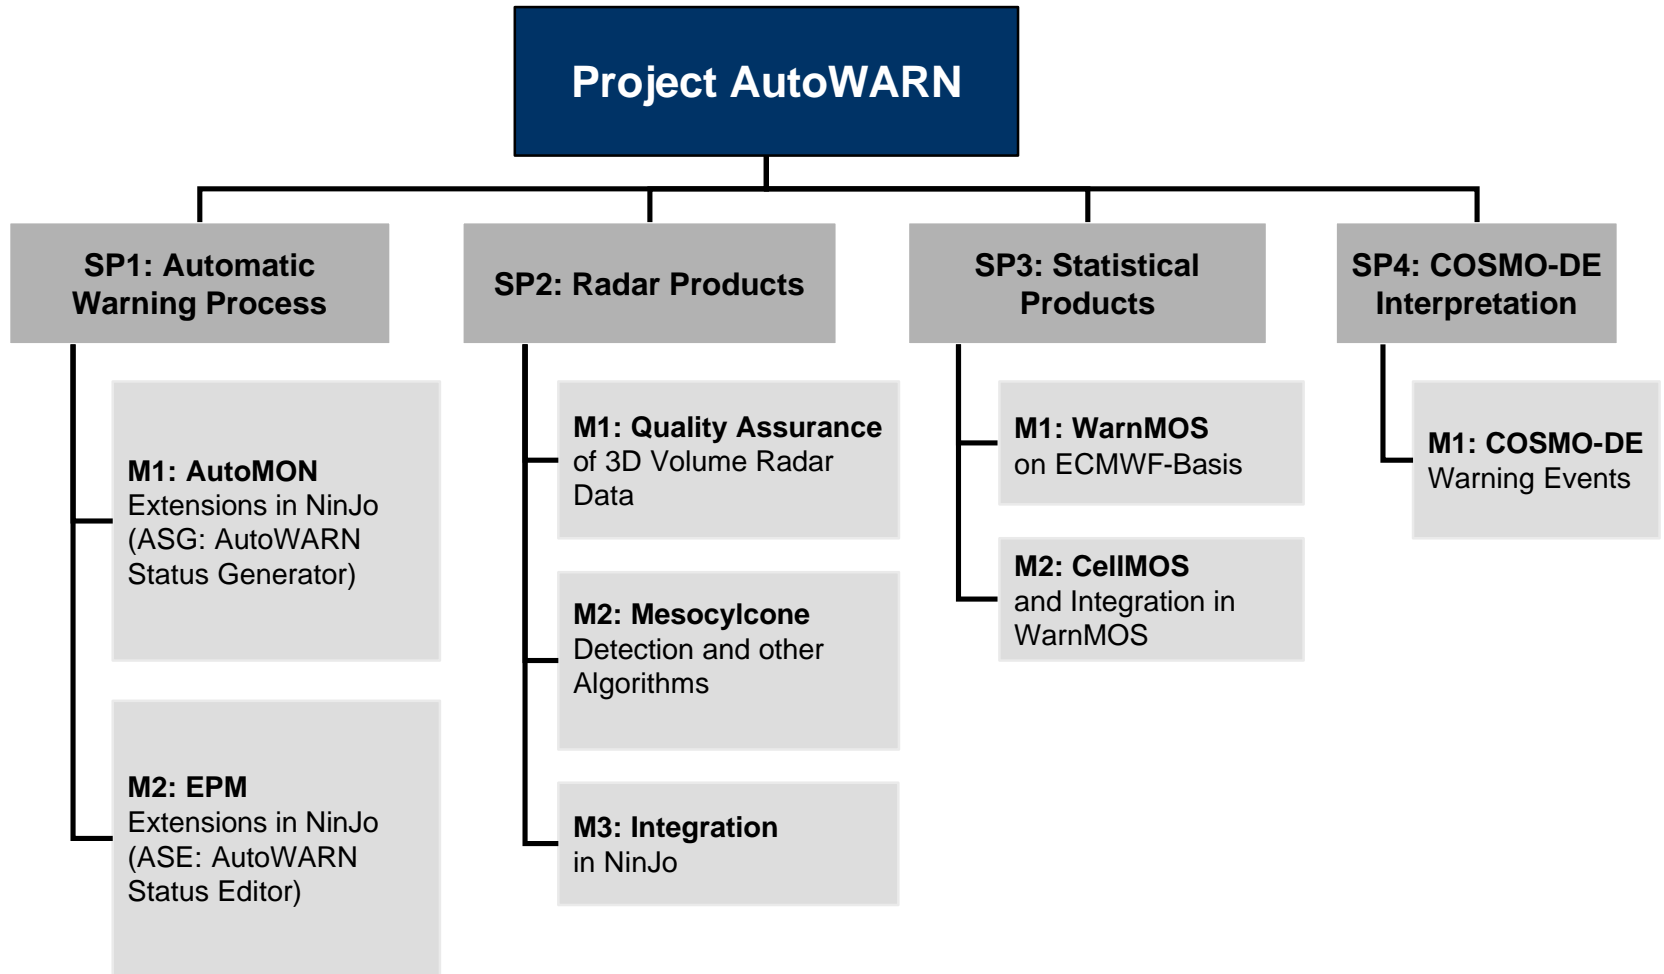 Project AutoWARN
SP1: Automatic
Warning Process
M1: AutoMON
Extensions in NinJo
(ASG: AutoWARN
Status Generator)
M2: EPM
Extensions in NinJo
(ASE: AutoWARN
Status Editor)
SP2: Radar Products
M1: Quality Assurance
of 3D Volume Radar
Data
M2: Mesocylcone
Detection and other
Algorithms
M3: Integration
in NinJo
SP3: Statistical
Products
M1: WarnMOS
on ECMWF-Basis
M2: CellMOS
and Integration in
WarnMOS
SP4: COSMO-DE
Interpretation
M1: COSMO-DE
Warning Events